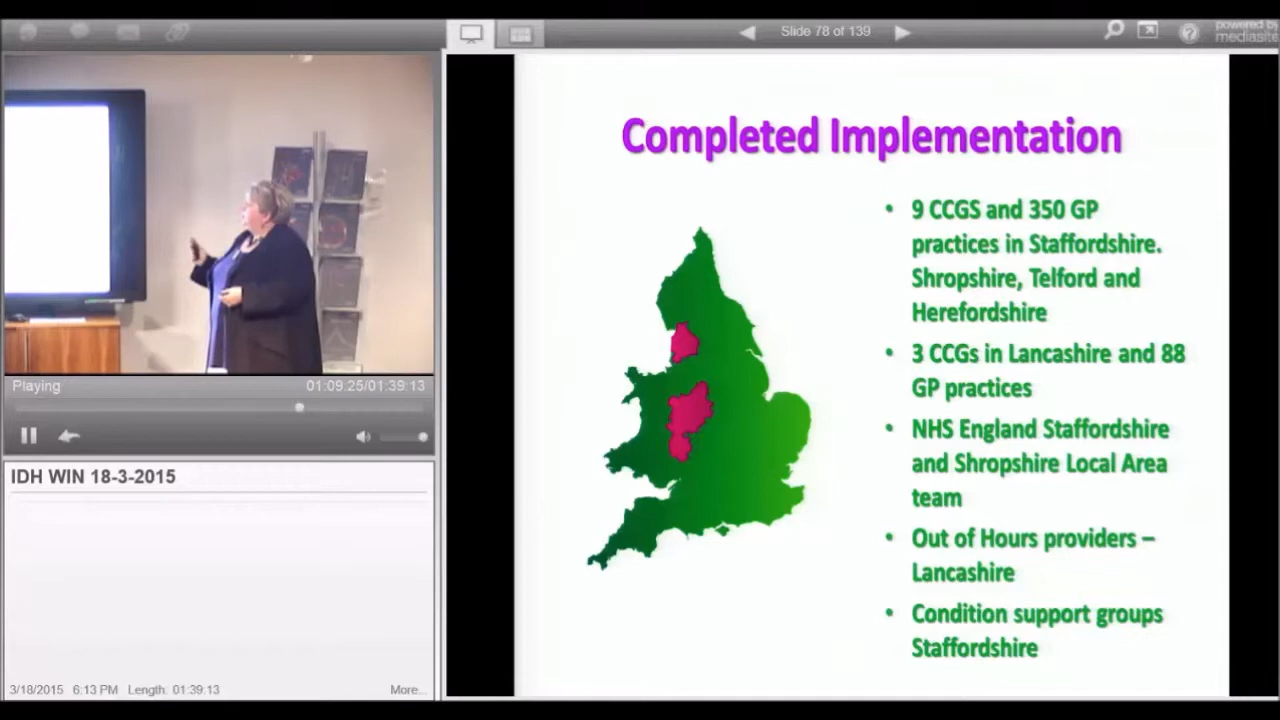 Slide 78 of 139
powered by
mediasite
Playing
01:09.25/01:39.13
IDH WIN 18-3-2015
3/18/2015 6:13 PM Length: 01:39:13
More...
Completed Implementation
• 9 CCGS and 350 GP
practices in Staffordshire.
Shropshire, Telford and
Herefordshire
• 3 CCGs in Lancashire and 88
GP practices
• NHS England Staffordshire
and Shropshire Local Area
team
• Out of Hours providers –
Lancashire
• Condition support groups
Staffordshire